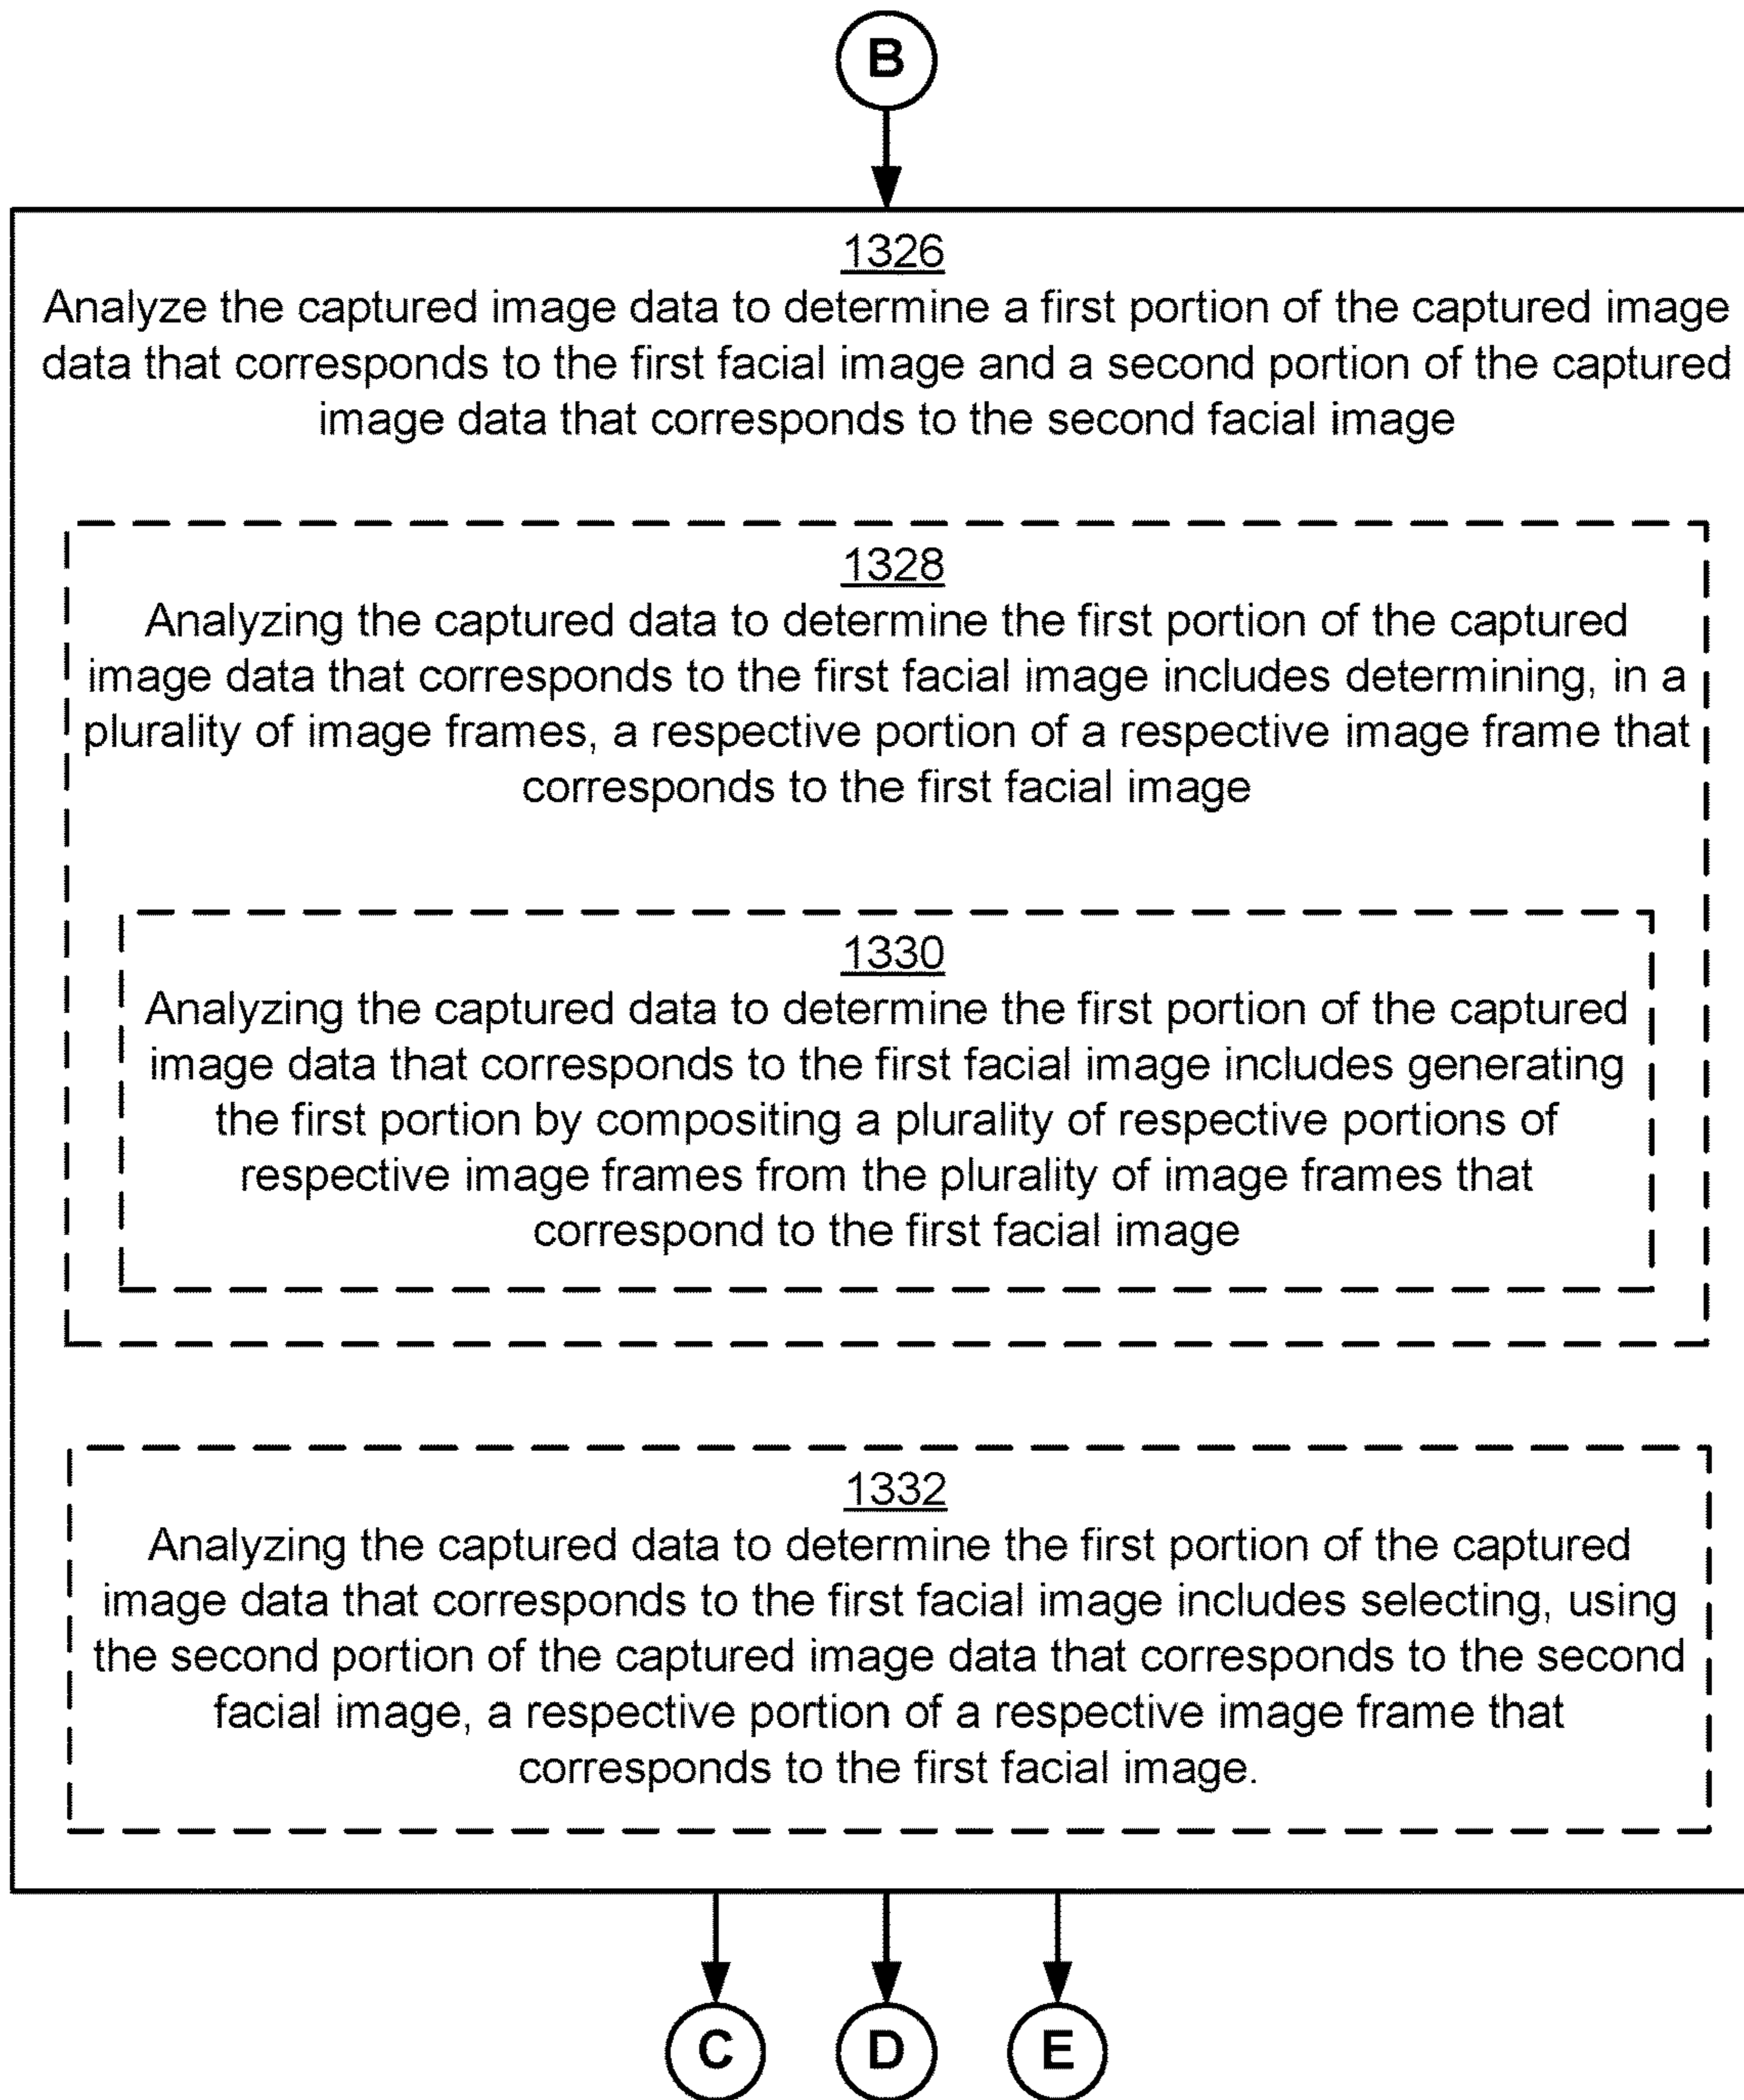 B
1326
Analyze the captured image data to determine a first portion of the captured image
data that corresponds to the first facial image and a second portion of the captured
image data that corresponds to the second facial image
1328
Analyzing the captured data to determine the first portion of the captured
image data that corresponds to the first facial image includes determining, in a
plurality of image frames, a respective portion of a respective image frame that
corresponds to the first facial image
1330
Analyzing the captured data to determine the first portion of the captured
image data that corresponds to the first facial image includes generating
the first portion by compositing a plurality of respective portions of
respective image frames from the plurality of image frames that
correspond to the first facial image
1332
Analyzing the captured data to determine the first portion of the captured
image data that corresponds to the first facial image includes selecting, using
the second portion of the captured image data that corresponds to the second
facial image, a respective portion of a respective image frame that
corresponds to the first facial image.
C D E